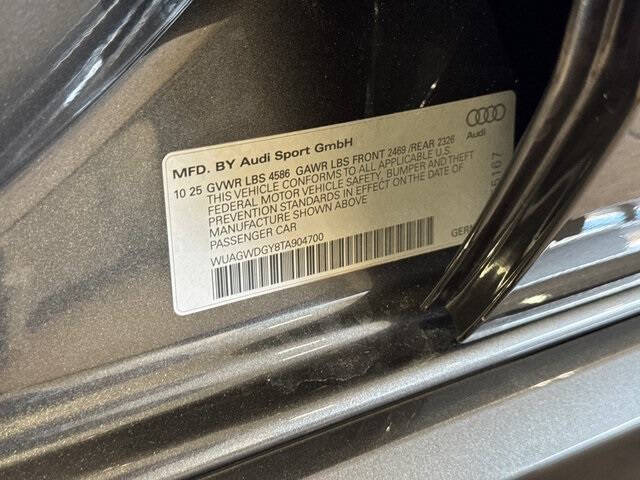 MFD. BY Audi Sport GmbH
Audi
10 25 GVWR LBS 4586 GAWR LBS FRONT 2469 /REAR 2326
THIS VEHICLE CONFORMS TO ALL APPLICABLE U.S.
FEDERAL MOTOR VEHICLE SAFETY, BUMPER AND THEFT
PREVENTION STANDARDS IN EFFECT ON THE DATE OF
MANUFACTURE SHOWN ABOVE
PASSENGER CAR
WUAGWDGY8TA904700